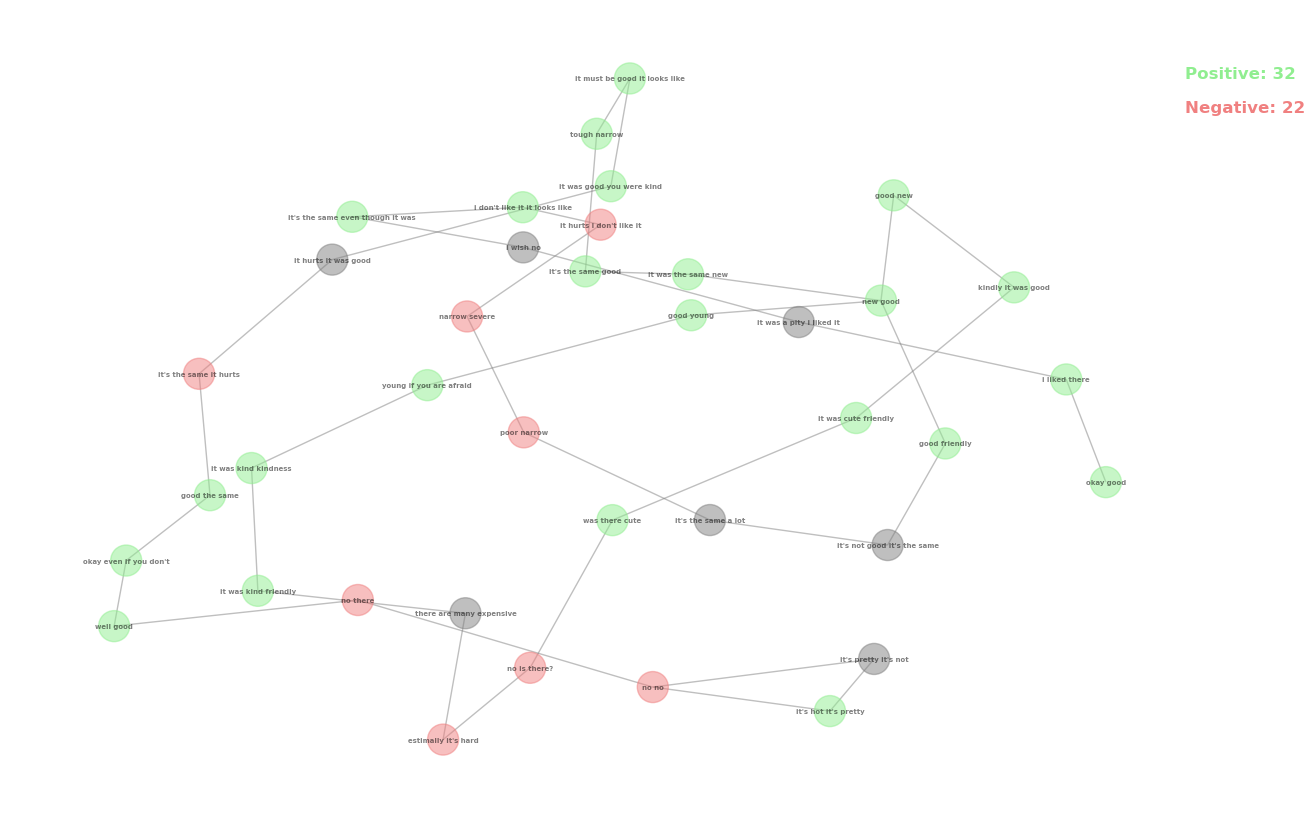 It must be good it looks like
Positive: 32
Negative: 22
tough narrow
It was good you were kind
good new
I don't like it it looks like
It's the same even though it was
It hurts I don't like it
I wish no
It hurts it was good
It's the same good
It was the same new
kindly it was good
new good
good young
narrow severe
It was a pity I liked it
It's the same it hurts
I liked there
young if you are afraid
It was cute friendly
poor narrow
good friendly
It was kind kindness
okay good
good the same
was there cute
It's the same a lot
It's not good it's the same
okay even if you don't
It was kind friendly
no there
there are many expensive
well good
It's pretty it's not
no is there?
no no
It's hot it's pretty
estimally it's hard